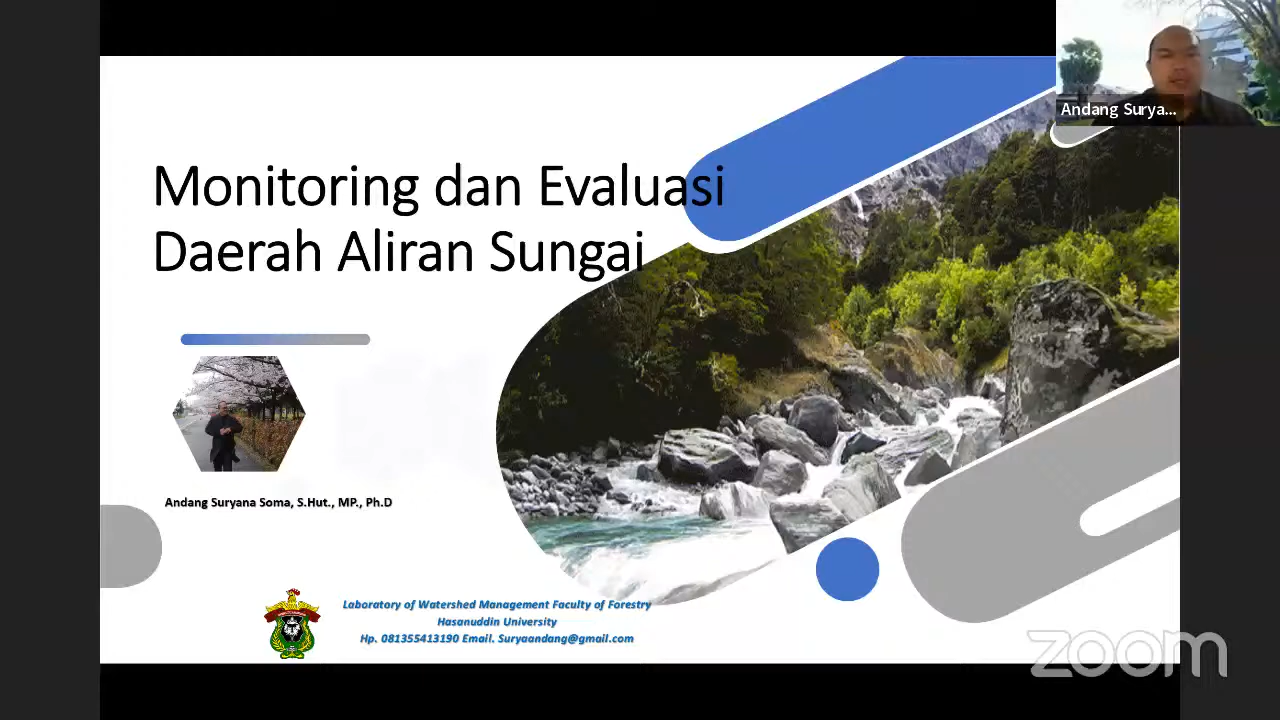 Andang Surya...
Monitoring dan Evaluasi
Daerah Aliran Sungai
Andang Suryana Soma, S.Hut., MP., Ph.D
Laboratory of Watershed Management Faculty of Forestry
Hasanuddin University
Hp. 081355413190 Email. Suryaandang@gmail.com
zoom